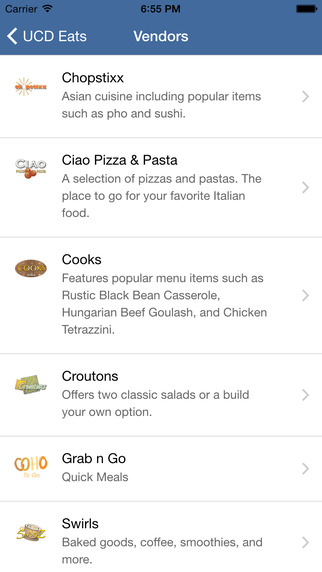 Carrier 6:55 PM
UCD Eats Vendors
Chopstixx
Asian cuisine including popular items
such as pho and sushi.
Ciao Pizza & Pasta
CIAO
A selection of pizzas and pastas. The
place to go for your favorite Italian
food.
Cooks
COOKS
Features popular menu items such as
Rustic Black Bean Casserole,
Hungarian Beef Goulash, and Chicken
Tetrazzini.
Croutons
Offers two classic salads or a build
your own option.
Grab n Go
COHO
To Go
Quick Meals
Swirls
Baked goods, coffee, smoothies, and
more.